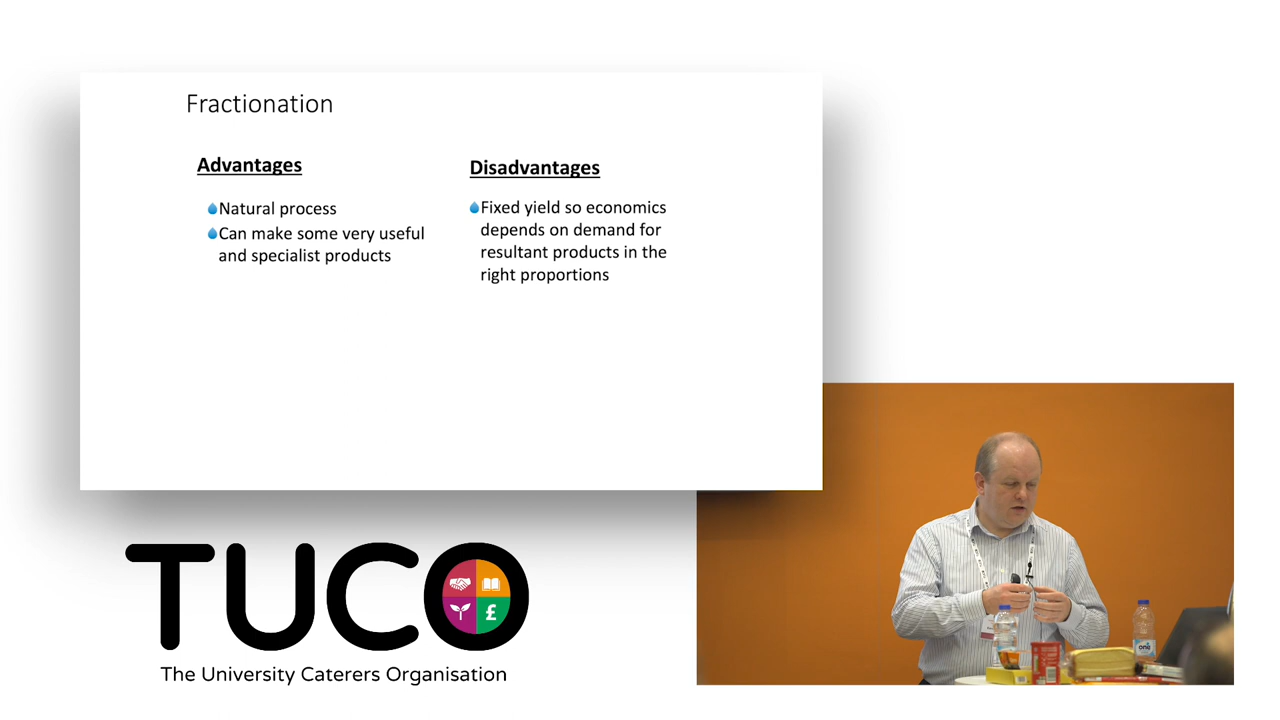 Fractionation
Advantages
Natural process
Can make some very useful
and specialist products
Disadvantages
Fixed yield so economics
depends on demand for
resultant products in the
right proportions
TUCO
£
The University Caterers Organisation
one